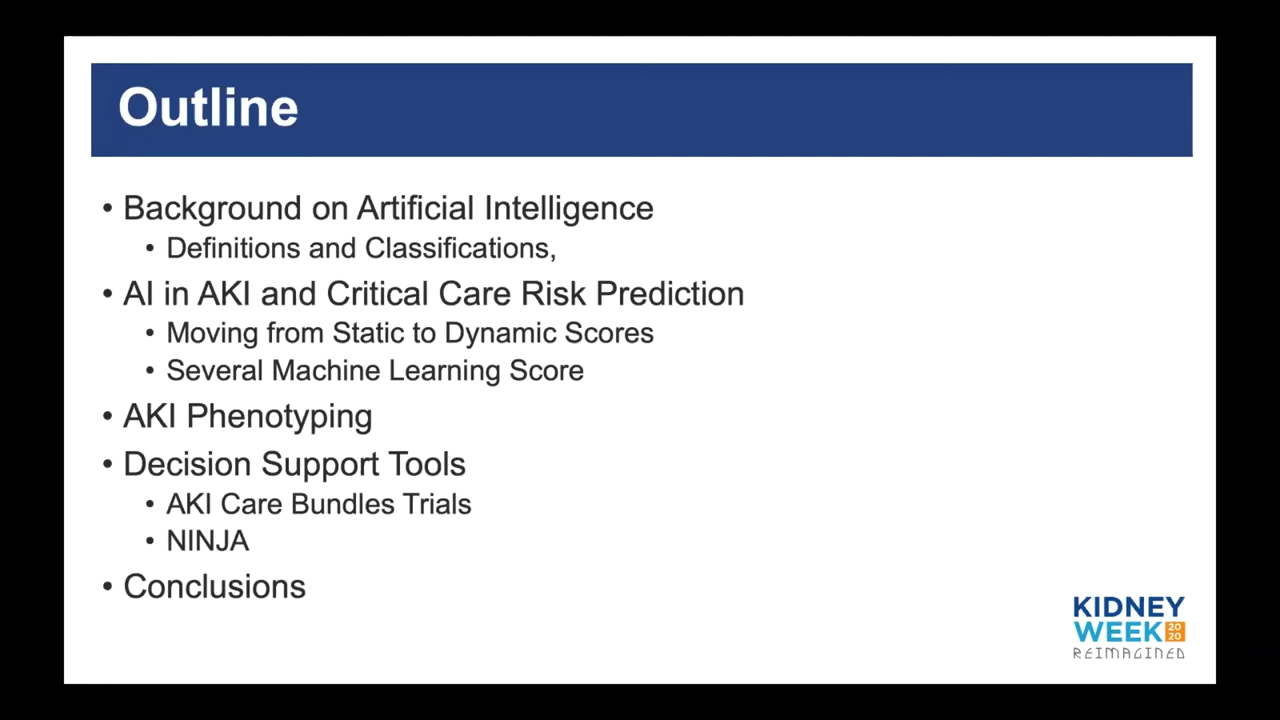 Outline
• Background on Artificial Intelligence
• Definitions and Classifications,
• AI in AKI and Critical Care Risk Prediction
• Moving from Static to Dynamic Scores
• Several Machine Learning Score
• AKI Phenotyping
• Decision Support Tools
• AKI Care Bundles Trials
• NINJA
• Conclusions
KIDNEY
WEEK 20 20
REIMAGINED